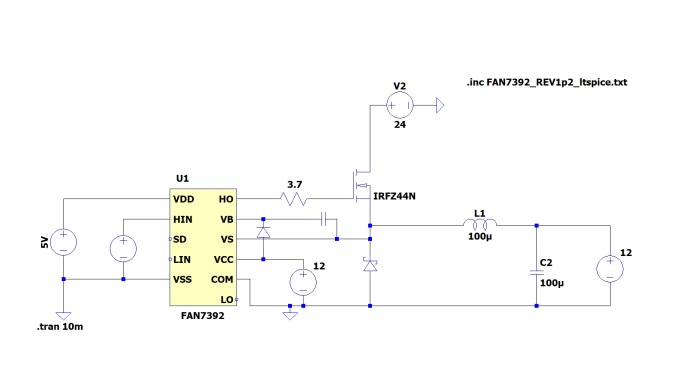 V2
.inc FAN7392_REV1p2_ltspice.txt
+ -
24
U1
3.7
IRFZ44N
VDD HO
HIN VB
SD VS
LIN VCC
VSS COM
LO
FAN7392
5V
12
L1
100µ
C2
100µ
12
.tran 10m